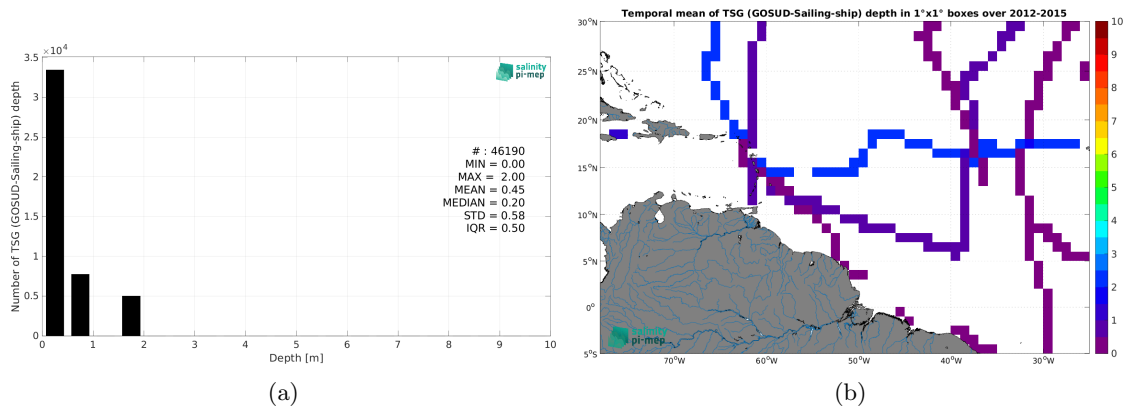 ×10⁴
3.5
3
2.5
2
1.5
1
0.5
0
Number of TSG (GOSUD-Sailing-ship) depth
salinity
pi-mep
# : 46190
MIN = 0.00
MAX = 2.00
MEAN = 0.45
MEDIAN = 0.20
STD = 0.58
IQR = 0.50
0 1 2 3 4 5 6 7 8 9 10
Depth [m]
(a)
Temporal mean of TSG (GOSUD-Sailing-ship) depth in 1°x1° boxes over 2012-2015
30°N
25°N
20°N
15°N
10°N
5°N
0°
5°S
salinity
pi-mep
70°W 60°W 50°W 40°W 30°W
10
9
8
7
6
5
4
3
2
1
0
(b)